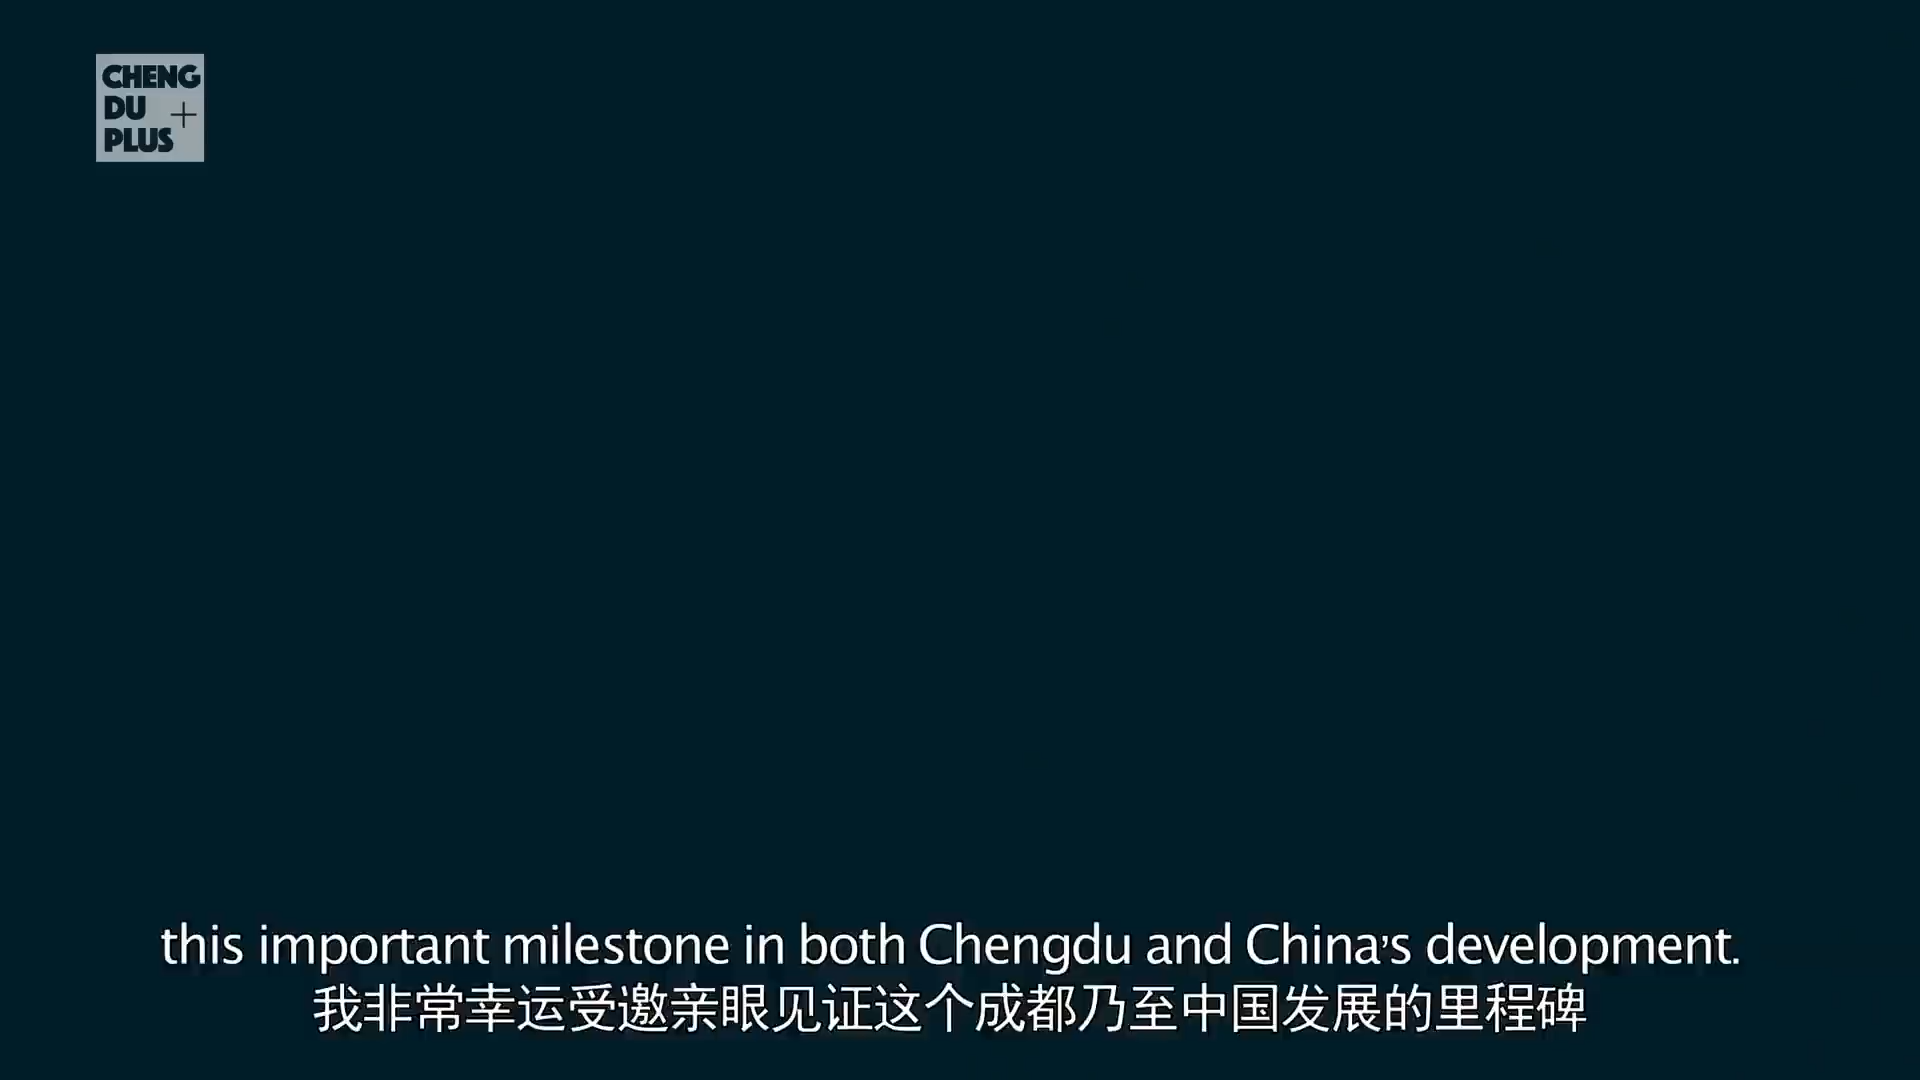 CHENG
DU +
PLUS
this important milestone in both Chengdu and China's development.
我非常幸运受邀亲眼见证这个成都乃至中国发展的里程碑